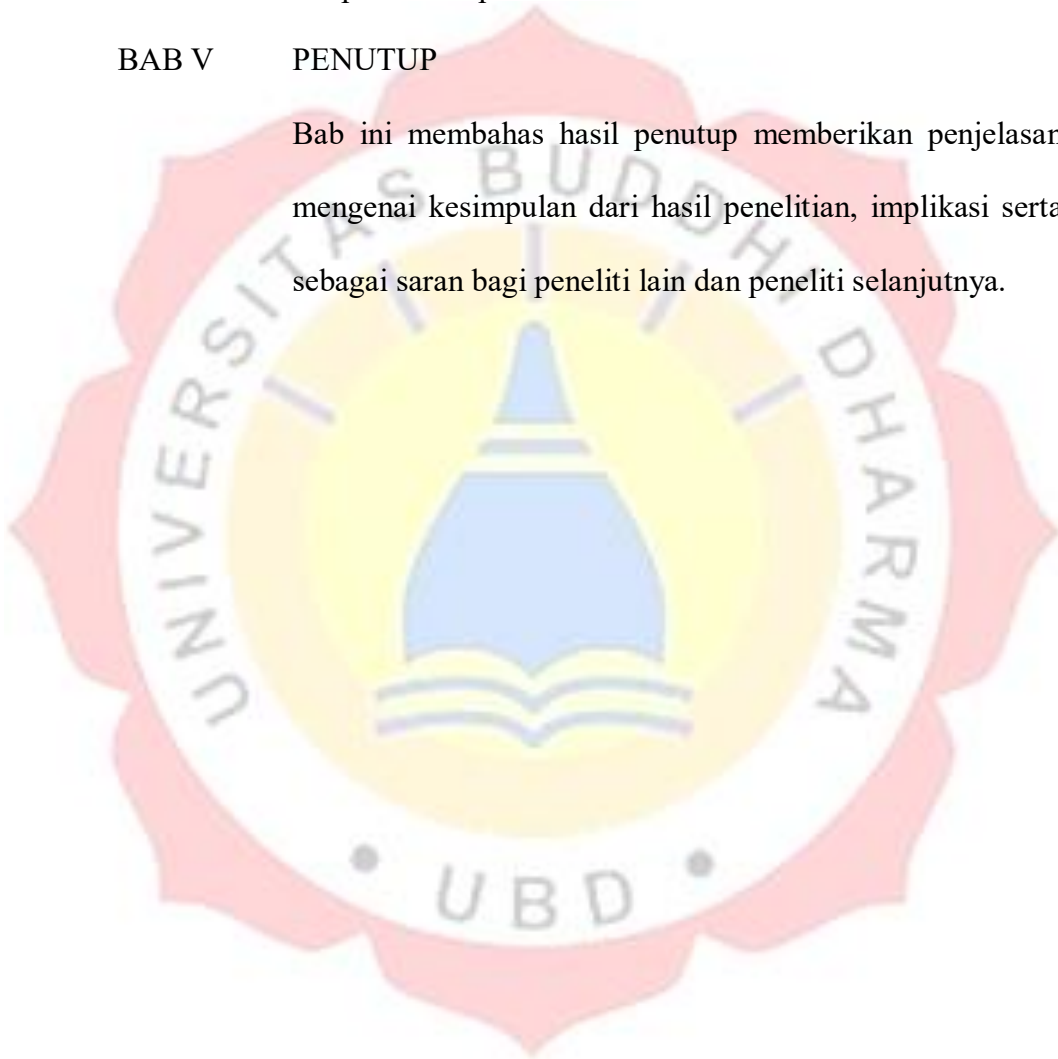 BAB V PENUTUP
Bab ini membahas hasil penutup memberikan penjelasan
mengenai kesimpulan dari hasil penelitian, implikasi serta
sebagai saran bagi peneliti lain dan peneliti selanjutnya.
UNIVERSITAS BUDDHI DHARMA
• UBD •